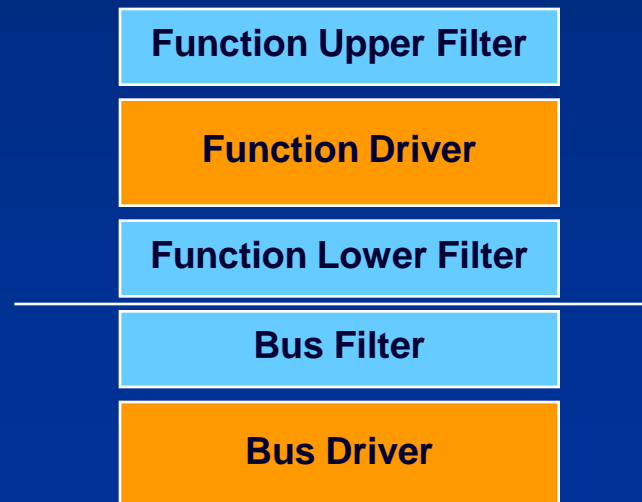 Function Upper Filter
Function Driver
Function Lower Filter
Bus Filter
Bus Driver